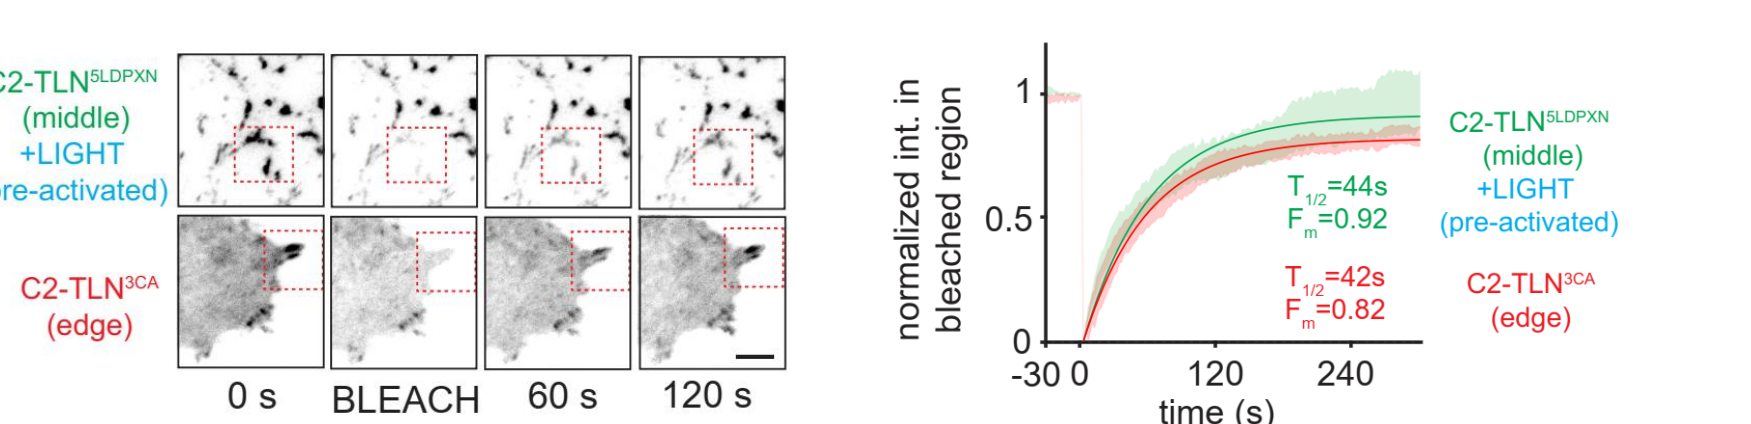 C2-TLN5LDPXN
(middle)
+LIGHT
pre-activated)
C2-TLN3CA
(edge)
0 s
BLEACH
60 s
120 s
normalized int. in
bleached region
1
0.5
0
-30 0
120
240
time (s)
T1/2=44s
Fm=0.92
T1/2=42s
Fm=0.82
C2-TLN5LDPXN
(middle)
+LIGHT
(pre-activated)
C2-TLN3CA
(edge)